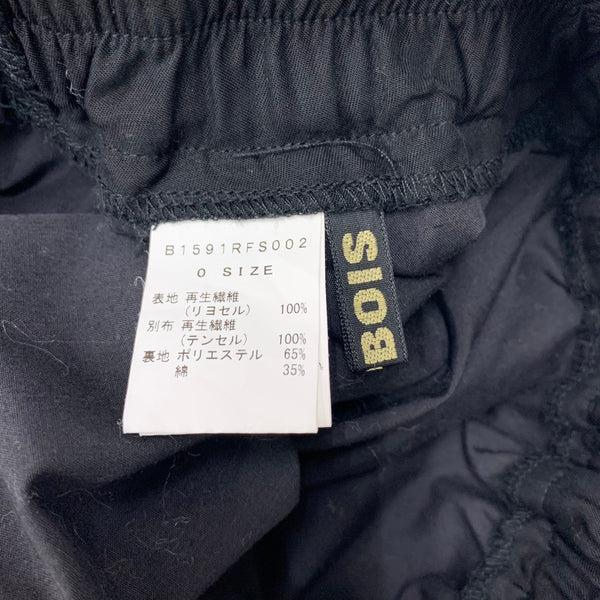 B1591RFS002
0 SIZE
表地 再生繊維
(リヨセル) 100%
別布 再生繊維
(テンセル) 100%
裏地 ポリエステル 65%
綿 35%
BOIS